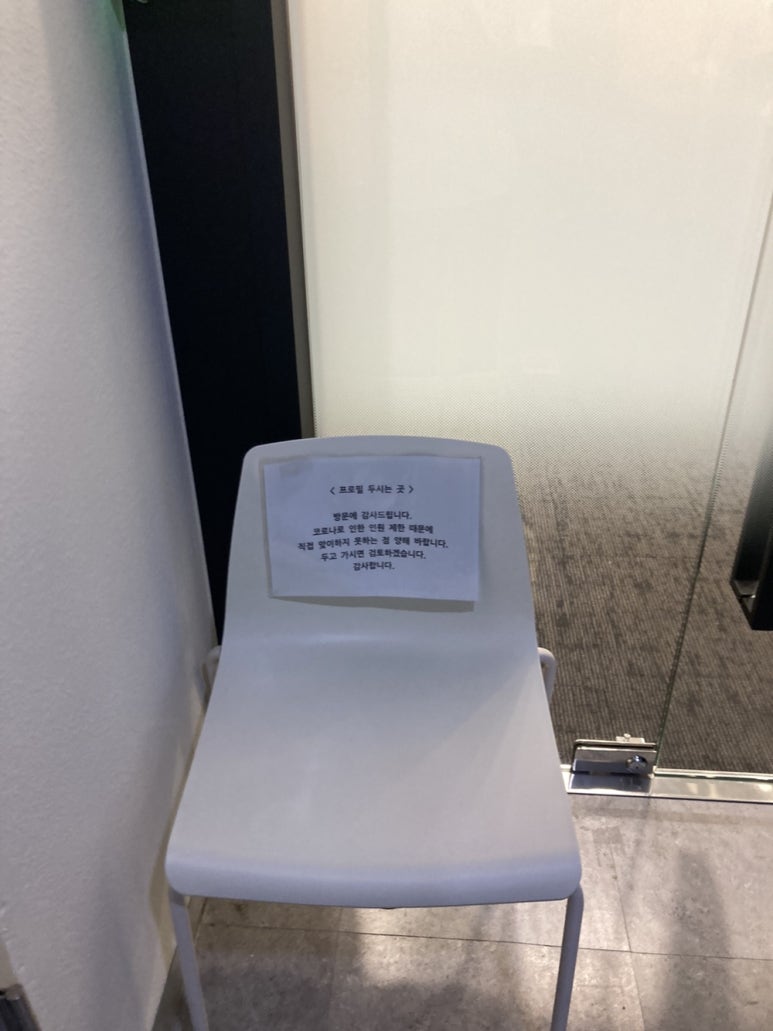 < 프로필 두시는 곳 >
방문에 감사드립니다.
코로나로 인한 인원 제한 때문에
직접 맞이하지 못하는 점 양해 바랍니다.
두고 가시면 검토하겠습니다.
감사합니다.